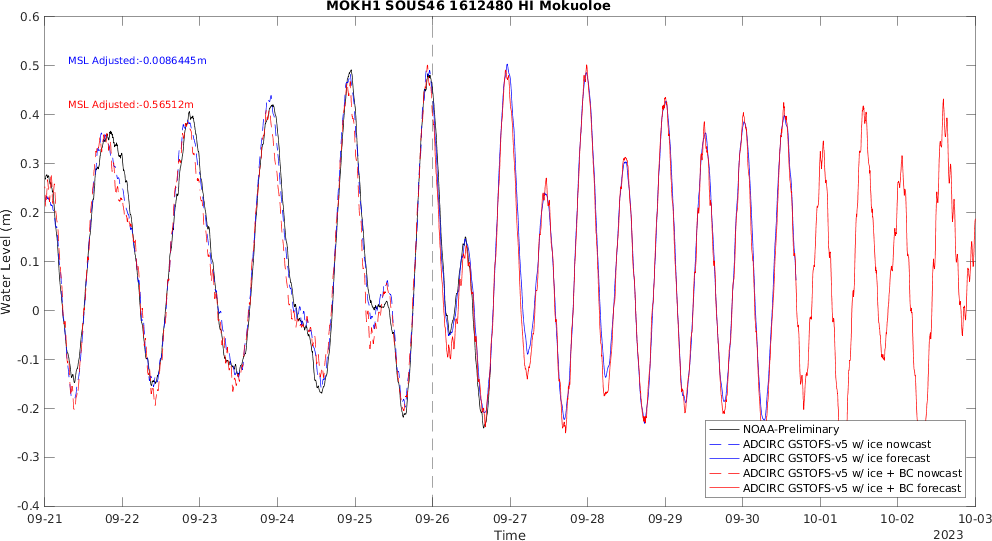 MOKH1 SOUS46 1612480 HI Mokuoloe
0.6
0.5
0.4
0.3
0.2
0.1
0
-0.1
-0.2
-0.3
-0.4
Water Level (m)
MSL Adjusted:-0.0086445m
MSL Adjusted:-0.56512m
NOAA-Preliminary
ADCIRC GSTOFS-v5 w/ ice nowcast
ADCIRC GSTOFS-v5 w/ ice forecast
ADCIRC GSTOFS-v5 w/ ice + BC nowcast
ADCIRC GSTOFS-v5 w/ ice + BC forecast
09-21 09-22 09-23 09-24 09-25 09-26 09-27 09-28 09-29 09-30 10-01 10-02 10-03
Time
2023